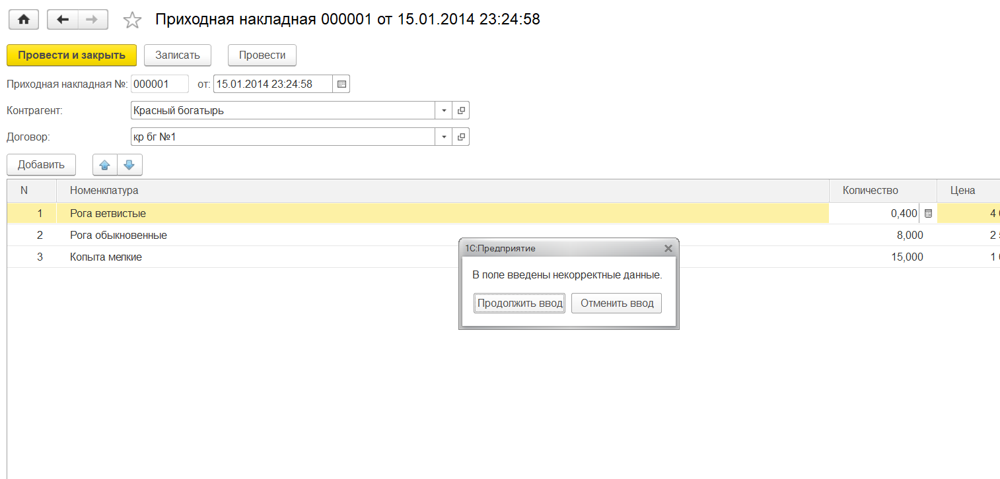 Приходная накладная 000001 от 15.01.2014 23:24:58
Провести и закрыть Записать Провести
Приходная накладная №: 000001 от: 15.01.2014 23:24:58
Контрагент: Красный богатырь
Договор: кр бг №1
Добавить
N Номенклатура Количество Цена
1 Рога ветвистые 0,400 4
2 Рога обыкновенные 8,000 2
3 Копыта мелкие 15,000 1
1С:Предприятие
В поле введены некорректные данные.
Продолжить ввод Отменить ввод